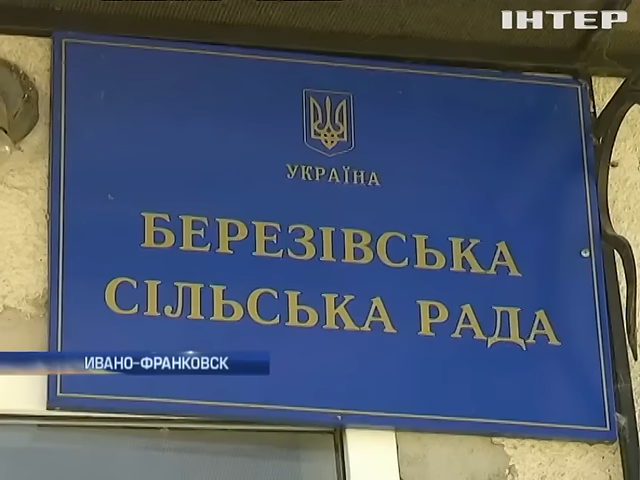 ІНТЕР
УКРАЇНА
БЕРЕЗІВСЬКА
СІЛЬСЬКА РАДА
ИВАНО-ФРАНКОВСК